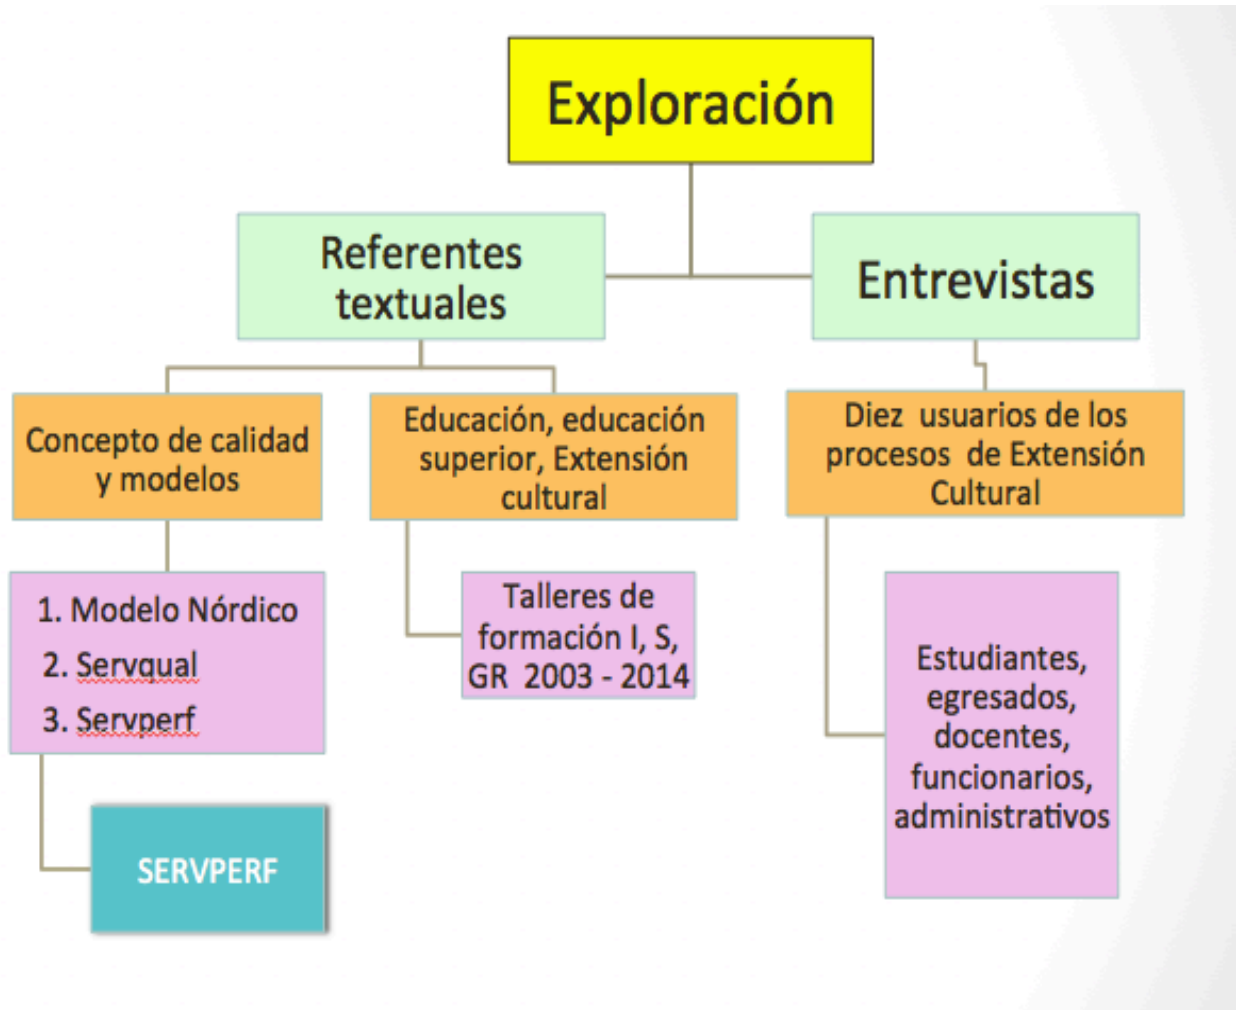 Exploración
Referentes
textuales
Entrevistas
Concepto de calidad
y modelos
Educación, educación
superior, Extensión
cultural
Diez usuarios de los
procesos de Extensión
Cultural
1. Modelo Nórdico
2. Servqual
3. Servperf
Talleres de
formación I, S,
GR 2003 - 2014
Estudiantes,
egresados,
docentes,
funcionarios,
administrativos
SERVPERF